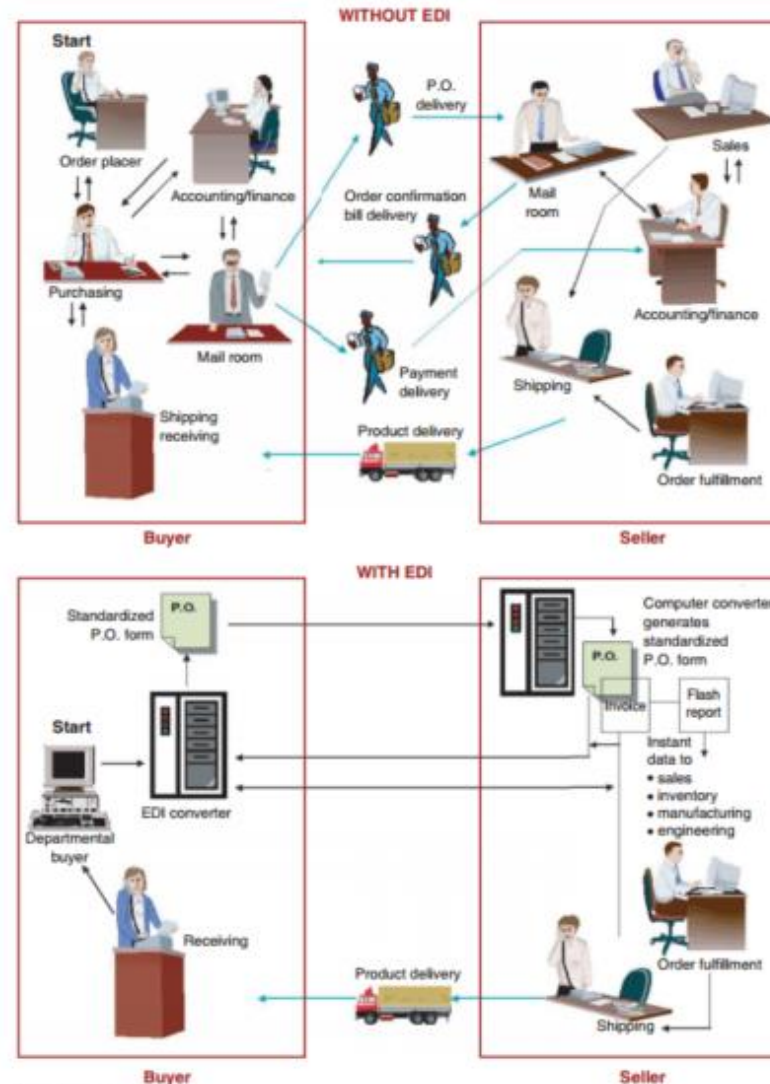 WITHOUT EDI
Start
Order placer
Accounting/finance
Purchasing
Mail room
Shipping
receiving
P.O.
delivery
Order confirmation
bill delivery
Payment
delivery
Product delivery
Sales
Mail
room
Accounting/finance
Shipping
Order fulfillment
Buyer
Seller
WITH EDI
Standardized
P.O. form
P.O.
Start
Departmental
buyer
EDI converter
Receiving
Product delivery
Computer converter
generates
standardized
P.O. form
P.O.
Invoice
Flash
report
Instant
data to
• sales
• inventory
• manufacturing
• engineering
Order fulfillment
Shipping
Buyer
Seller